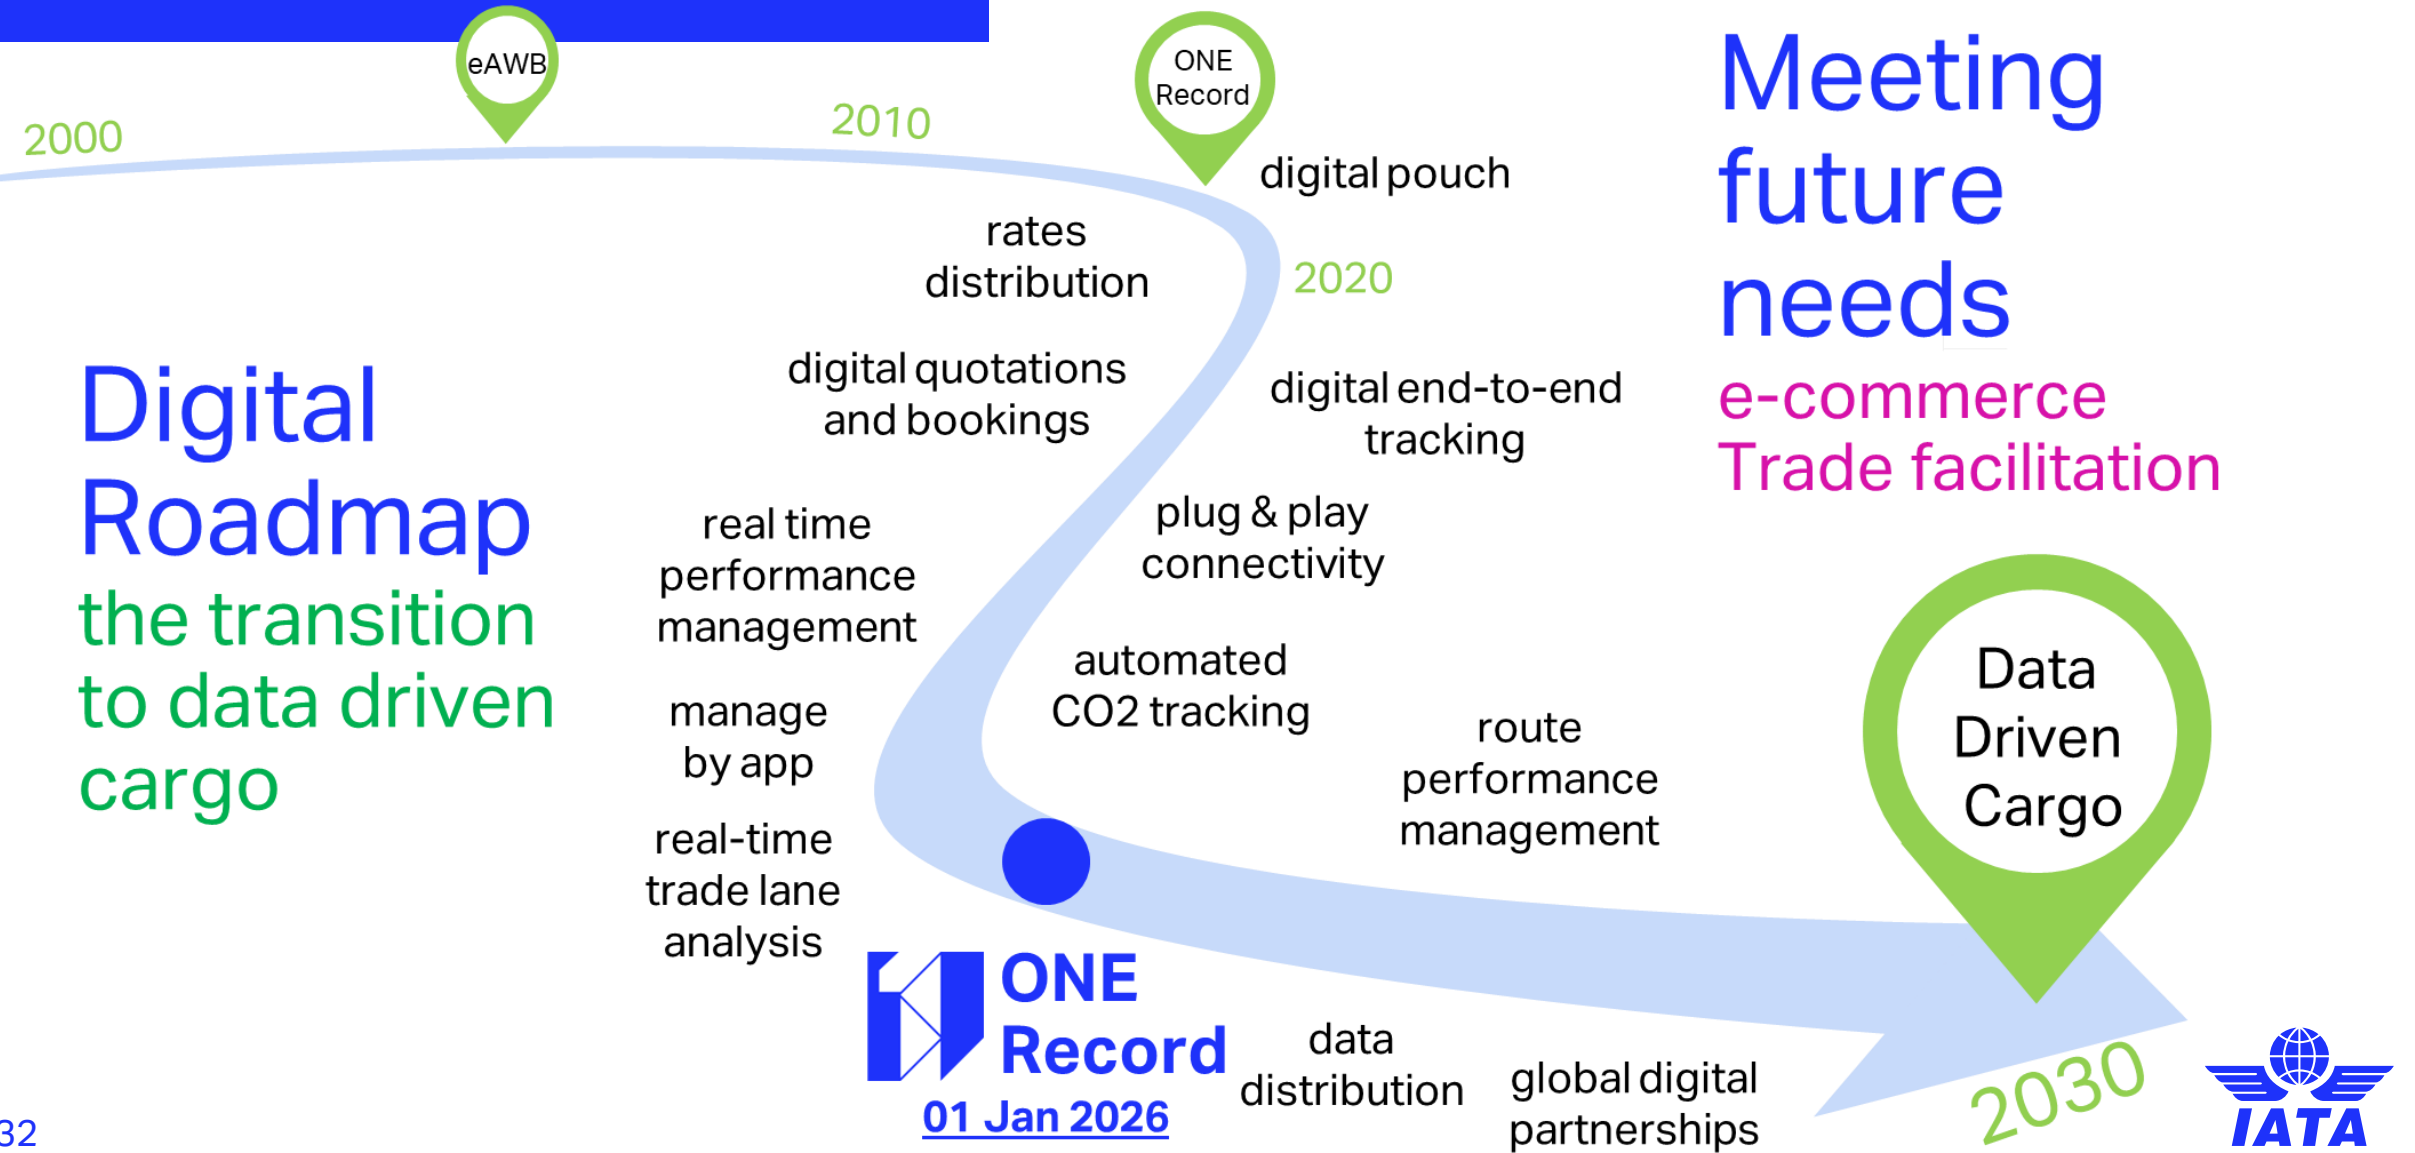 eAWB
2000
2010
ONE
Record
digital pouch
rates
distribution
2020
digital quotations
and bookings
digital end-to-end
tracking
real time
performance
management
plug & play
connectivity
automated
CO2 tracking
manage
by app
route
performance
management
real-time
trade lane
analysis
Digital
Roadmap
the transition
to data driven
cargo
Meeting
future
needs
e-commerce
Trade facilitation
Data
Driven
Cargo
ONE
Record
01 Jan 2026
data
distribution
global digital
partnerships
2030
IATA
32